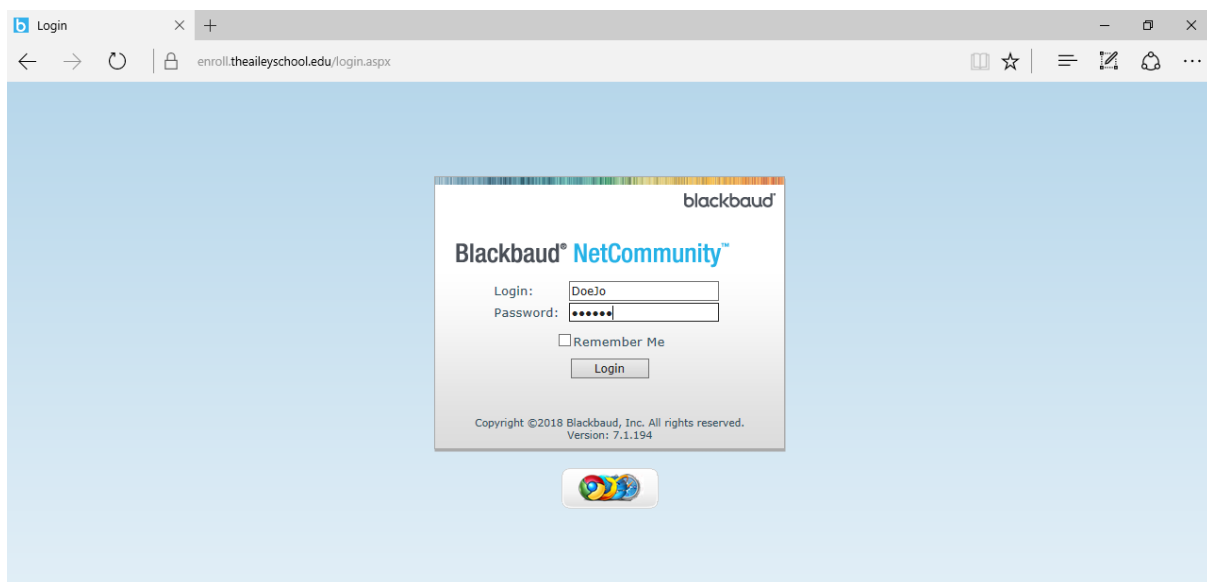 Login
enroll.theaileyschool.edu/login.aspx
blackbaud®
Blackbaud® NetCommunity™
Login: DoeJo
Password: ••••••
Remember Me
Login
Copyright ©2018 Blackbaud, Inc. All rights reserved.
Version: 7.1.194